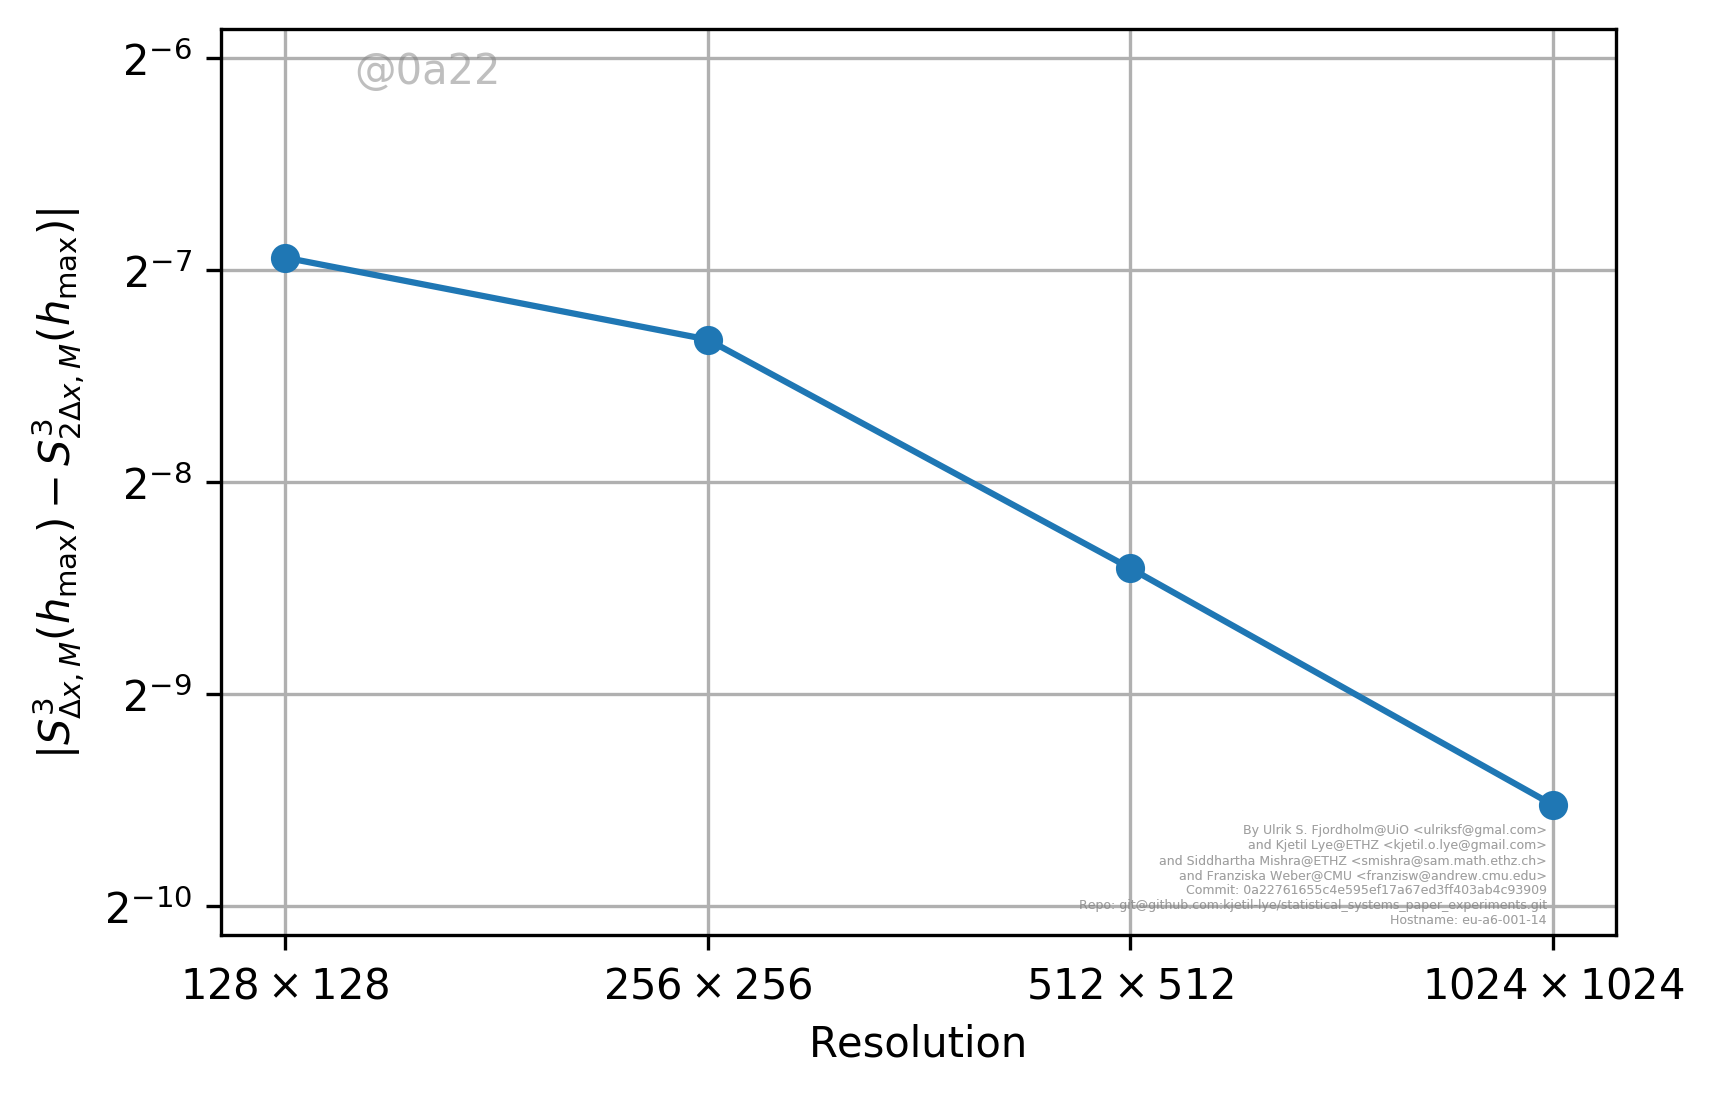 @0a22
2⁻⁶
2⁻⁷
2⁻⁸
2⁻⁹
2⁻¹⁰
|S³_{Δx,M}(h_max) − S³_{2Δx,M}(h_max)|
By Ulrik S. Fjordholm@UiO <ulriksf@gmal.com>
and Kjetil Lye@ETHZ <kjetil.o.lye@gmail.com>
and Siddhartha Mishra@ETHZ <smishra@sam.math.ethz.ch>
and Franziska Weber@CMU <franzisw@andrew.cmu.edu>
Commit: 0a22761655c4e595ef17a67ed3ff403ab4c93909
Repo: git@github.com:kjetil-lye/statistical_systems_paper_experiments.git
Hostname: eu-a6-001-14
128 × 128 256 × 256 512 × 512 1024 × 1024
Resolution